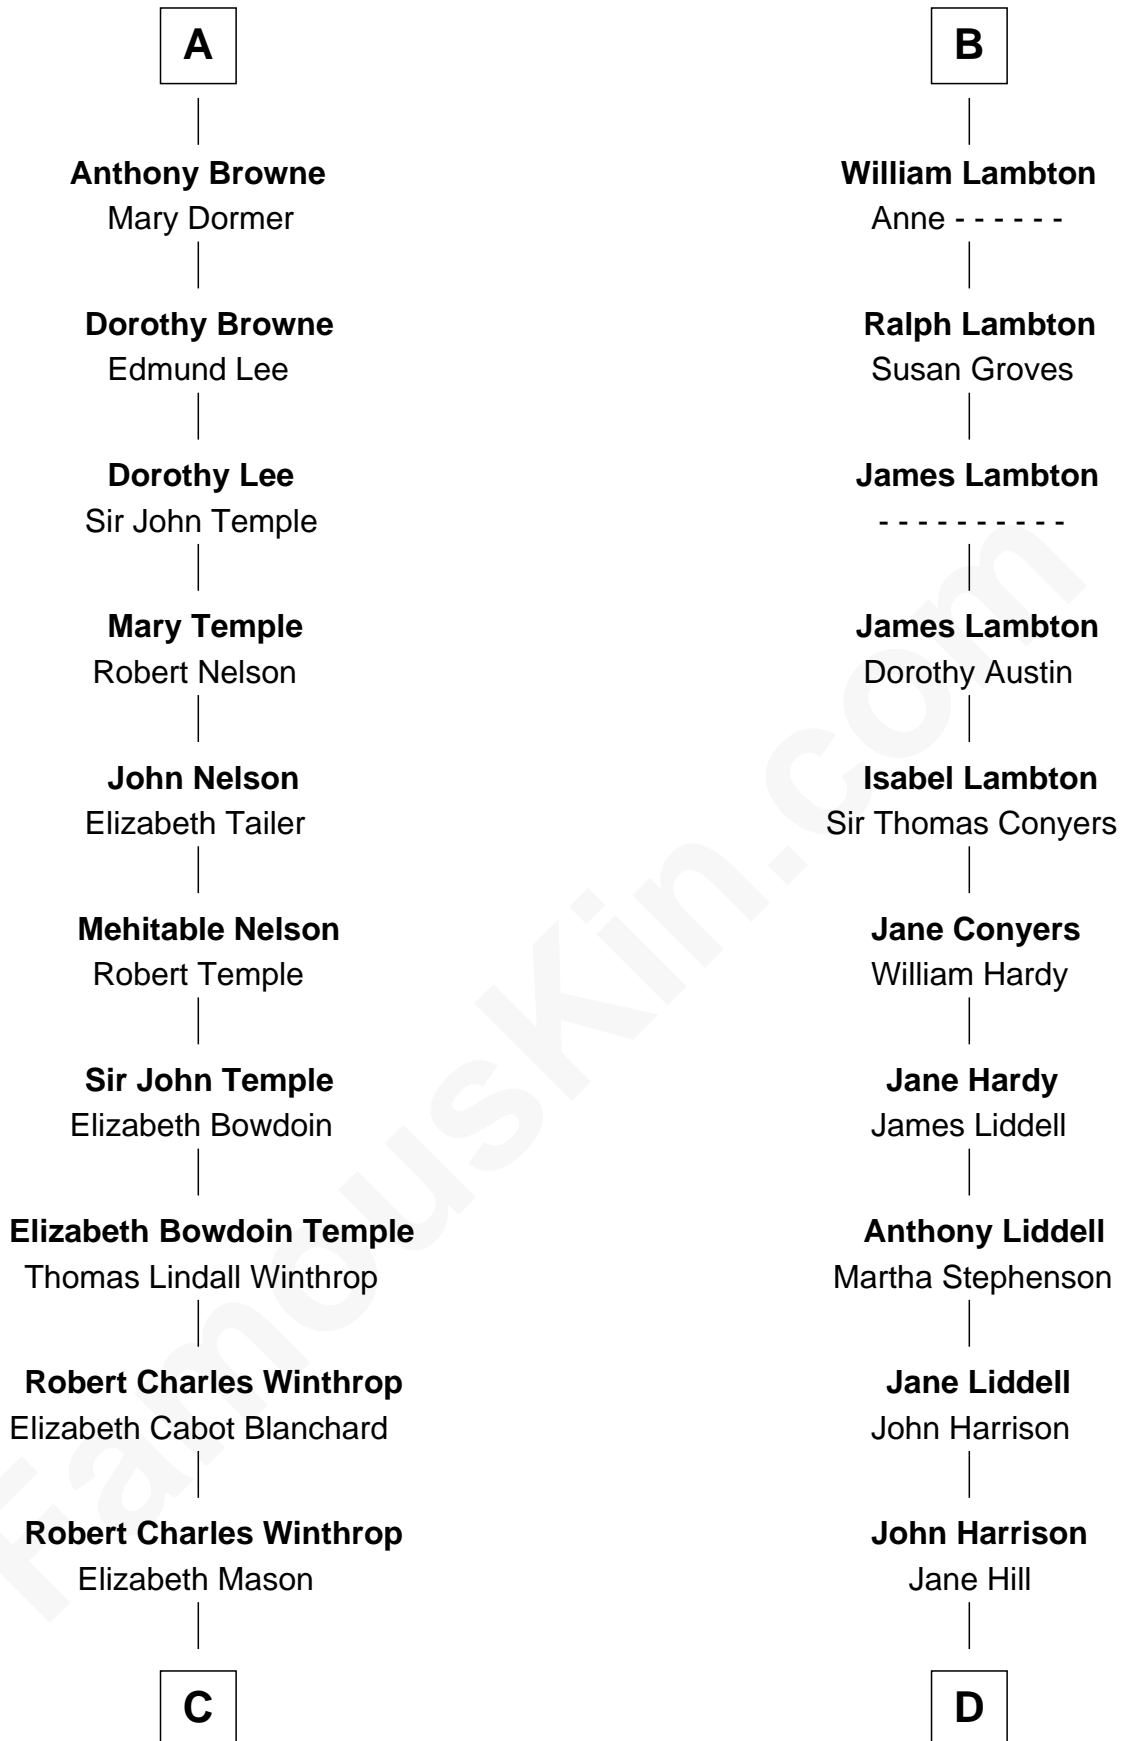 A
Anthony Browne
Mary Dormer
Dorothy Browne
Edmund Lee
Dorothy Lee
Sir John Temple
Mary Temple
Robert Nelson
John Nelson
Elizabeth Tailer
Mehitable Nelson
Robert Temple
Sir John Temple
Elizabeth Bowdoin
Elizabeth Bowdoin Temple
Thomas Lindall Winthrop
Robert Charles Winthrop
Elizabeth Cabot Blanchard
Robert Charles Winthrop
Elizabeth Mason
C
B
William Lambton
Anne - - - - - -
Ralph Lambton
Susan Groves
James Lambton
- - - - - - - - - -
James Lambton
Dorothy Austin
Isabel Lambton
Sir Thomas Conyers
Jane Conyers
William Hardy
Jane Hardy
James Liddell
Anthony Liddell
Martha Stephenson
Jane Liddell
John Harrison
John Harrison
Jane Hill
D
FamousKin.com